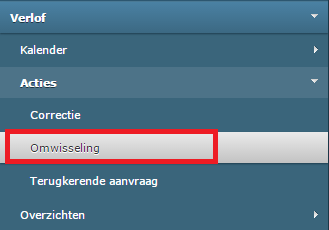 Verlof
Kalender
Acties
Correctie
Omwisseling
Terugkerende aanvraag
Overzichten